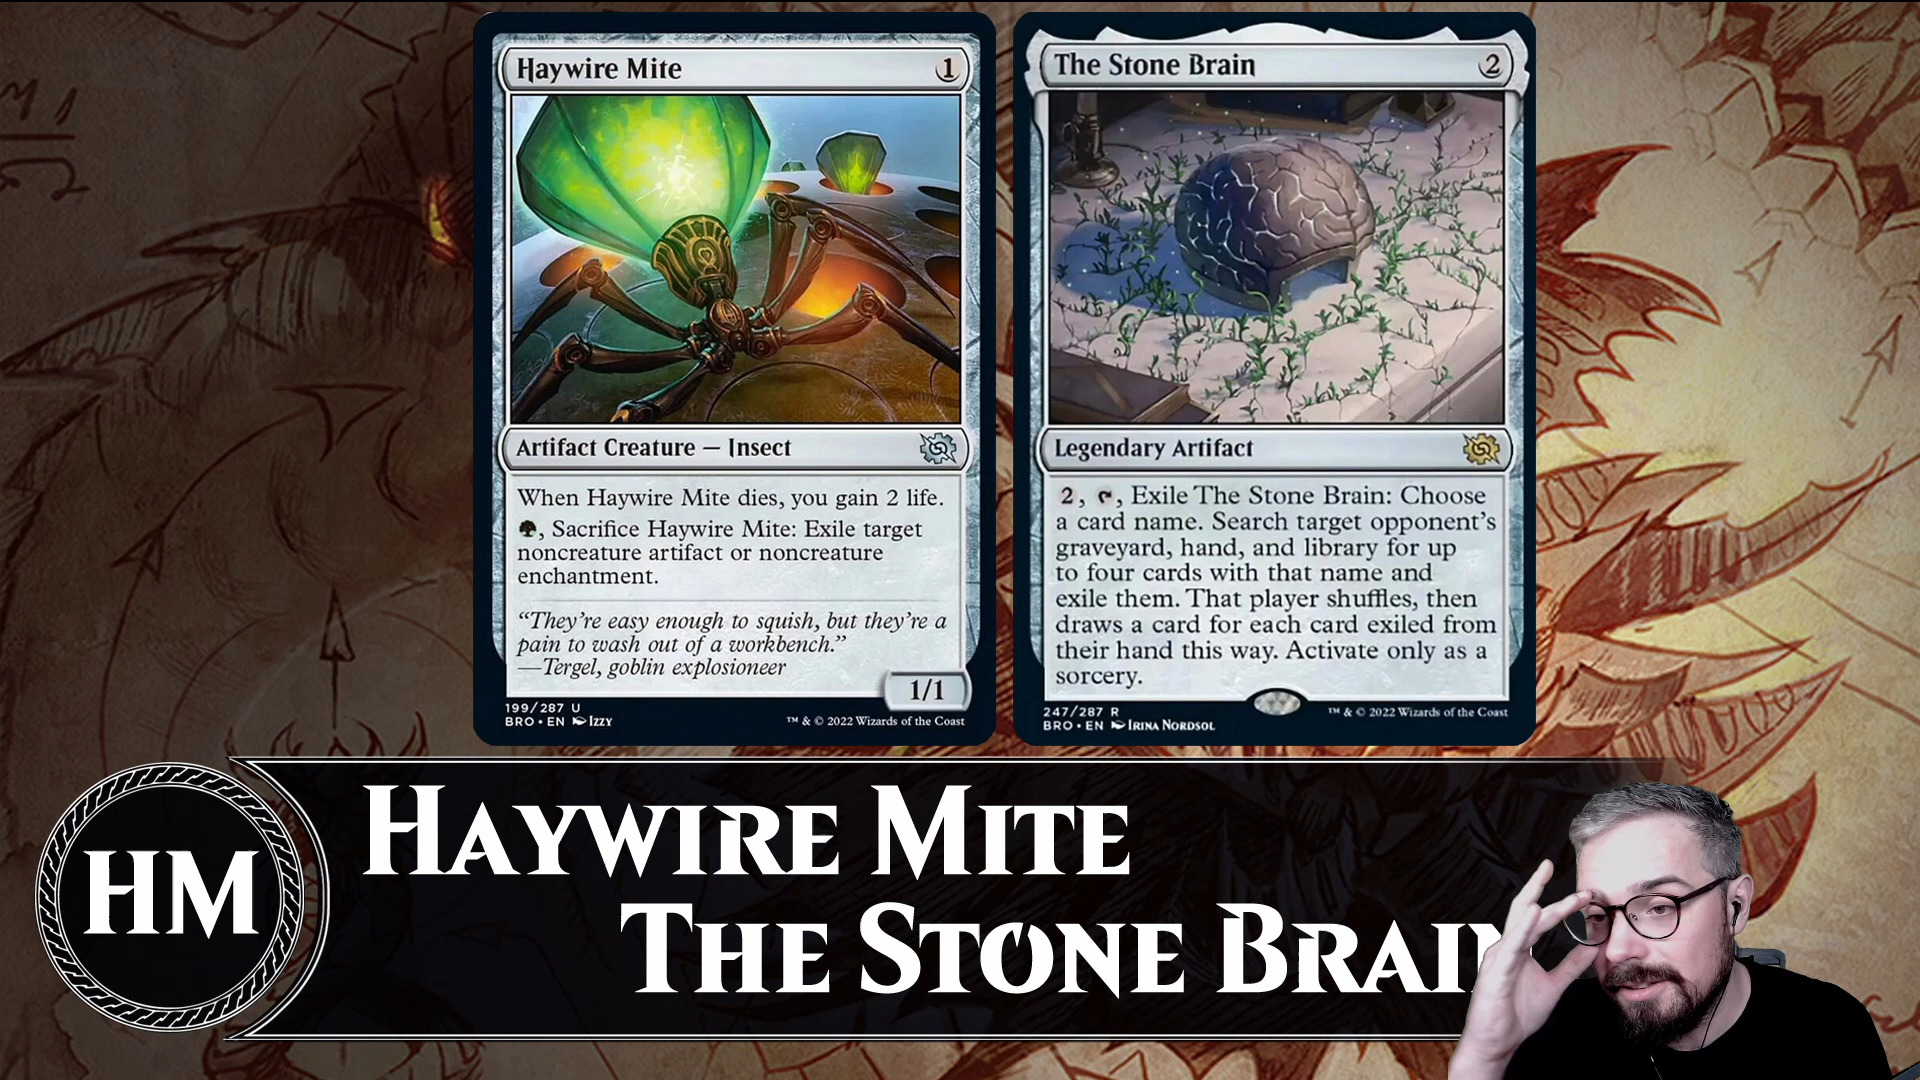 Haywire Mite 1
Artifact Creature — Insect
When Haywire Mite dies, you gain 2 life.
, Sacrifice Haywire Mite: Exile target
noncreature artifact or noncreature
enchantment.
“They’re easy enough to squish, but they’re a
pain to wash out of a workbench.”
—Tergel, goblin explosioneer
1/1
199/287 U
BRO • EN Izzy
™ & © 2022 Wizards of the Coast
The Stone Brain 2
Legendary Artifact
2, , Exile The Stone Brain: Choose
a card name. Search target opponent’s
graveyard, hand, and library for up
to four cards with that name and
exile them. That player shuffles, then
draws a card for each card exiled from
their hand this way. Activate only as a
sorcery.
247/287 R
BRO • EN Irina Nordsol
™ & © 2022 Wizards of the Coast
HM
Haywire Mite
The Stone Brain